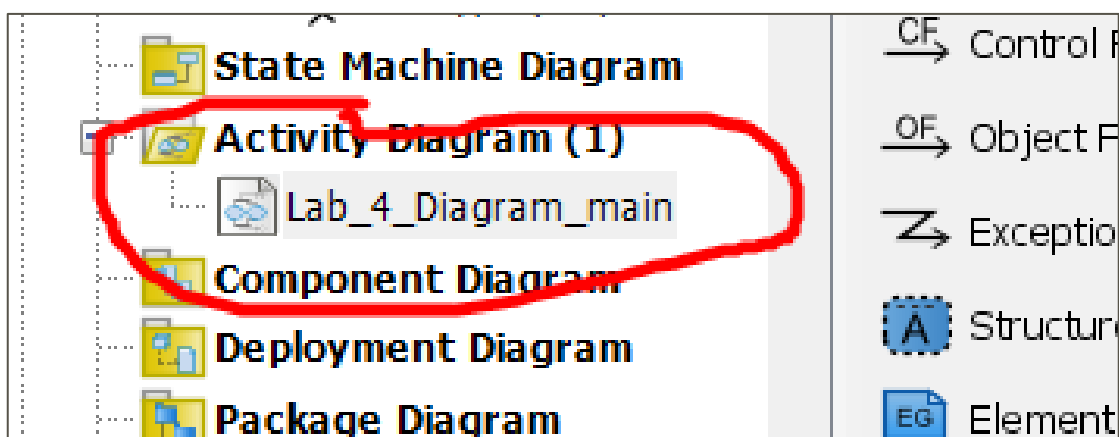 State Machine Diagram
Activity Diagram (1)
Lab_4_Diagram_main
Component Diagram
Deployment Diagram
Package Diagram
CF Control F
OF Object F
Exceptio
A Structure
EG Element